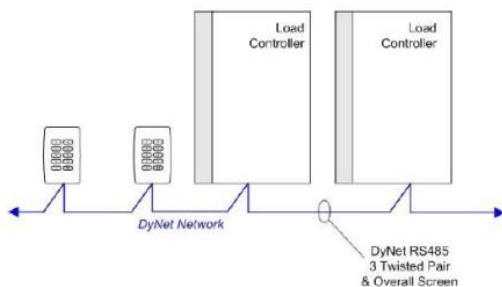 Load
Controller
Load
Controller
DyNet Network
DyNet RS485
3 Twisted Pair
& Overall Screen